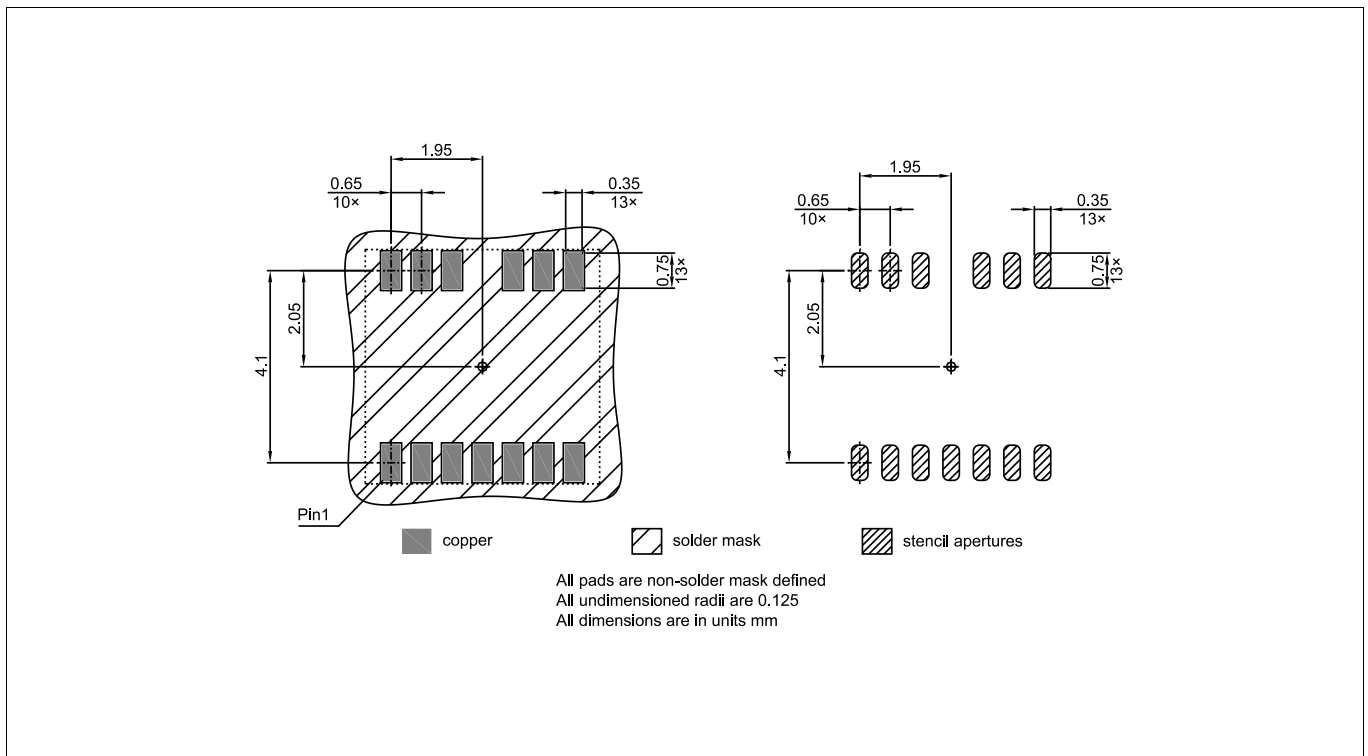 1.95
0.65
10×
0.35
13×
0.75
13×
2.05
4.1
Pin1
1.95
0.65
10×
0.35
13×
0.75
13×
2.05
4.1
copper
solder mask
stencil apertures
All pads are non-solder mask defined
All undimensioned radii are 0.125
All dimensions are in units mm